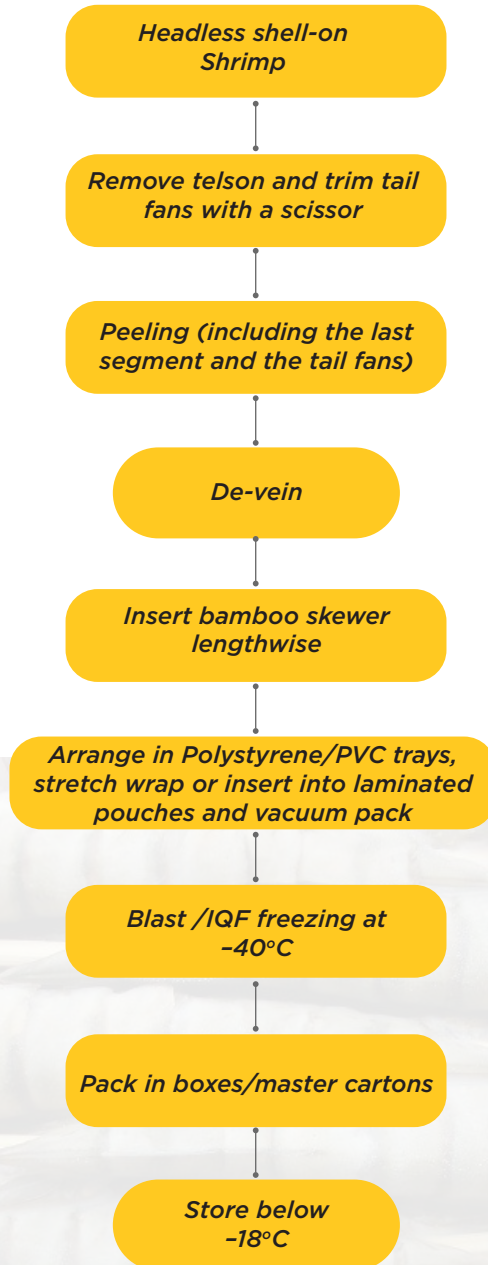 Headless shell-on
Shrimp
Remove telson and trim tail
fans with a scissor
Peeling (including the last
segment and the tail fans)
De-vein
Insert bamboo skewer
lengthwise
Arrange in Polystyrene/PVC trays,
stretch wrap or insert into laminated
pouches and vacuum pack
Blast /IQF freezing at
–40°C
Pack in boxes/master cartons
Store below
–18°C